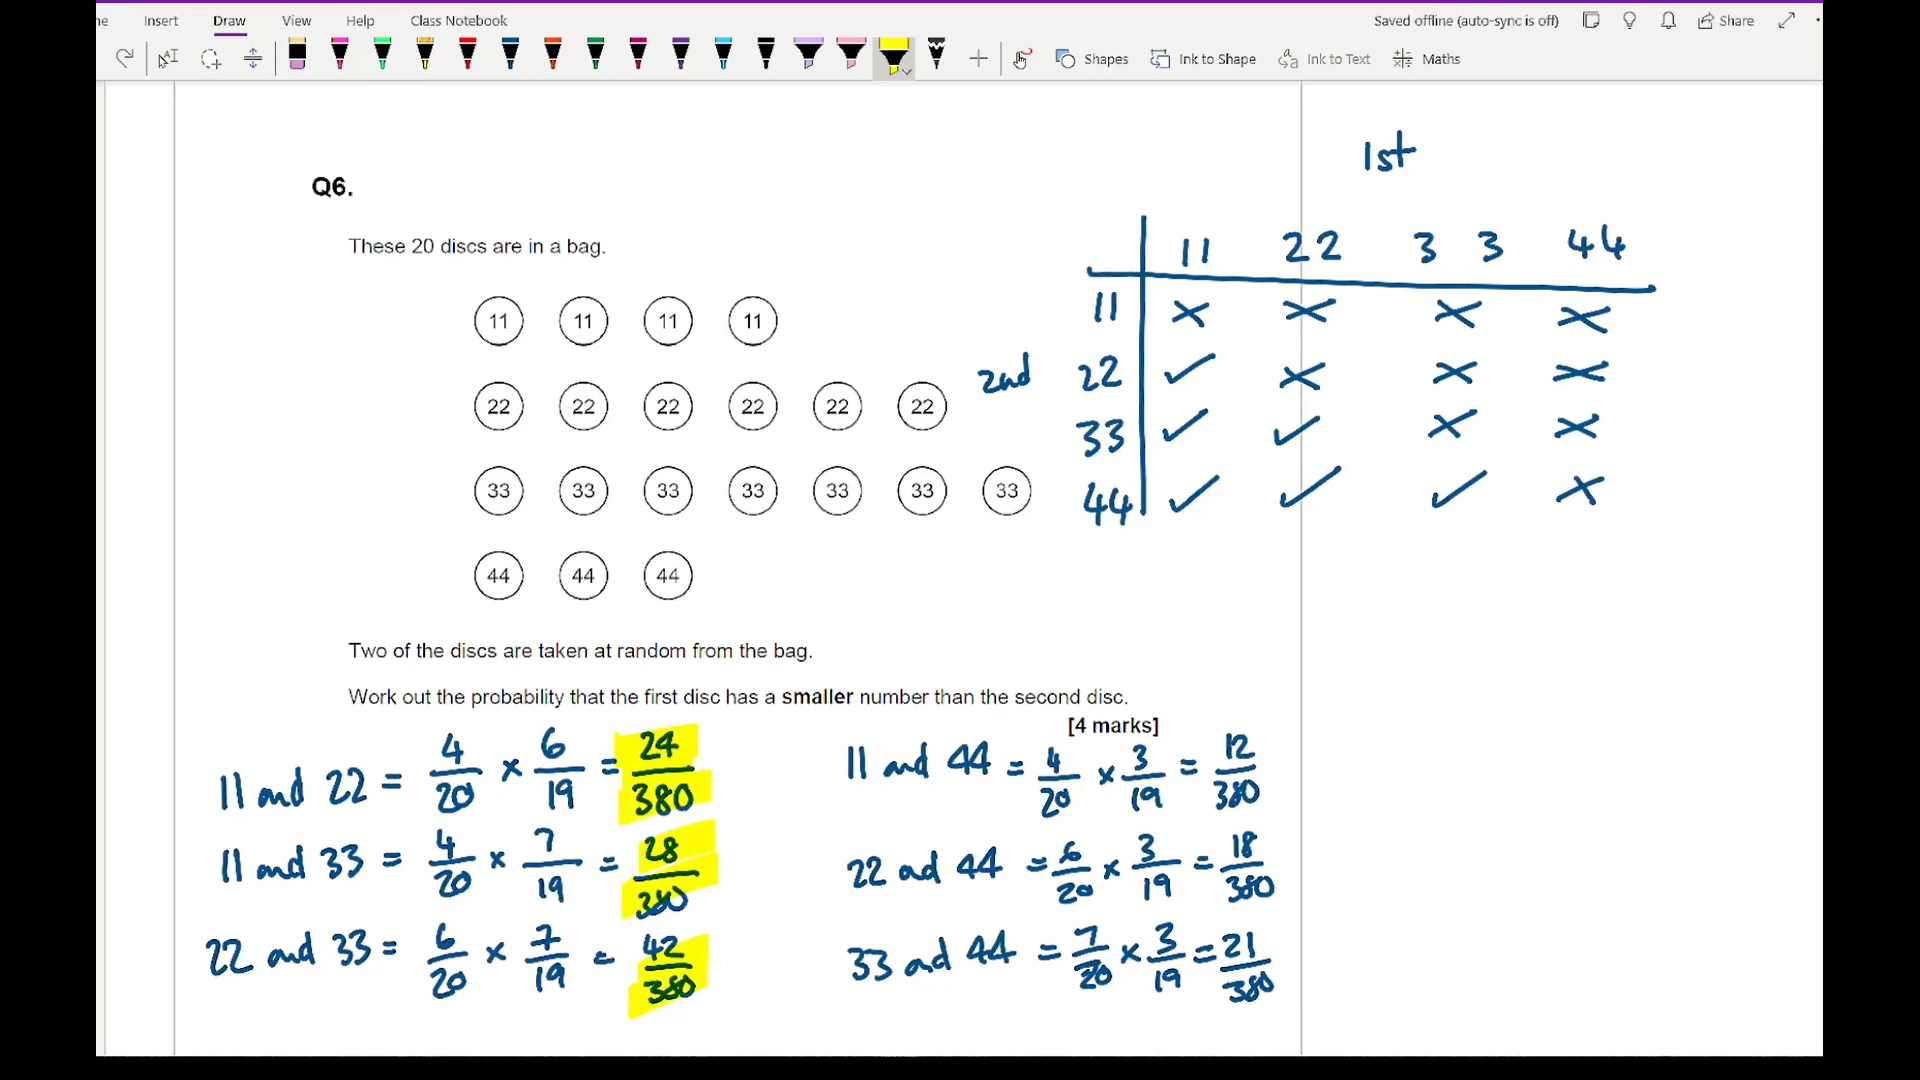 Insert Draw View Help Class Notebook Saved offline (auto-sync is off) Share
Shapes Ink to Shape Ink to Text Maths
1st
Q6.
These 20 discs are in a bag.
11 22 3 3 44
11 11 11 11
11 × × × ×
2nd 22 ✓ × × ×
22 22 22 22 22 22
33 ✓ ✓ × ×
33 33 33 33 33 33 33
44 ✓ ✓ ✓ ×
44 44 44
Two of the discs are taken at random from the bag.
Work out the probability that the first disc has a smaller number than the second disc.
[4 marks]
11 and 22 = 4/20 × 6/19 = 24/380
11 and 44 = 4/20 × 3/19 = 12/380
11 and 33 = 4/20 × 7/19 = 28/380
22 ad 44 = 6/20 × 3/19 = 18/380
22 and 33 = 6/20 × 7/19 = 42/380
33 and 44 = 7/20 × 3/19 = 21/380